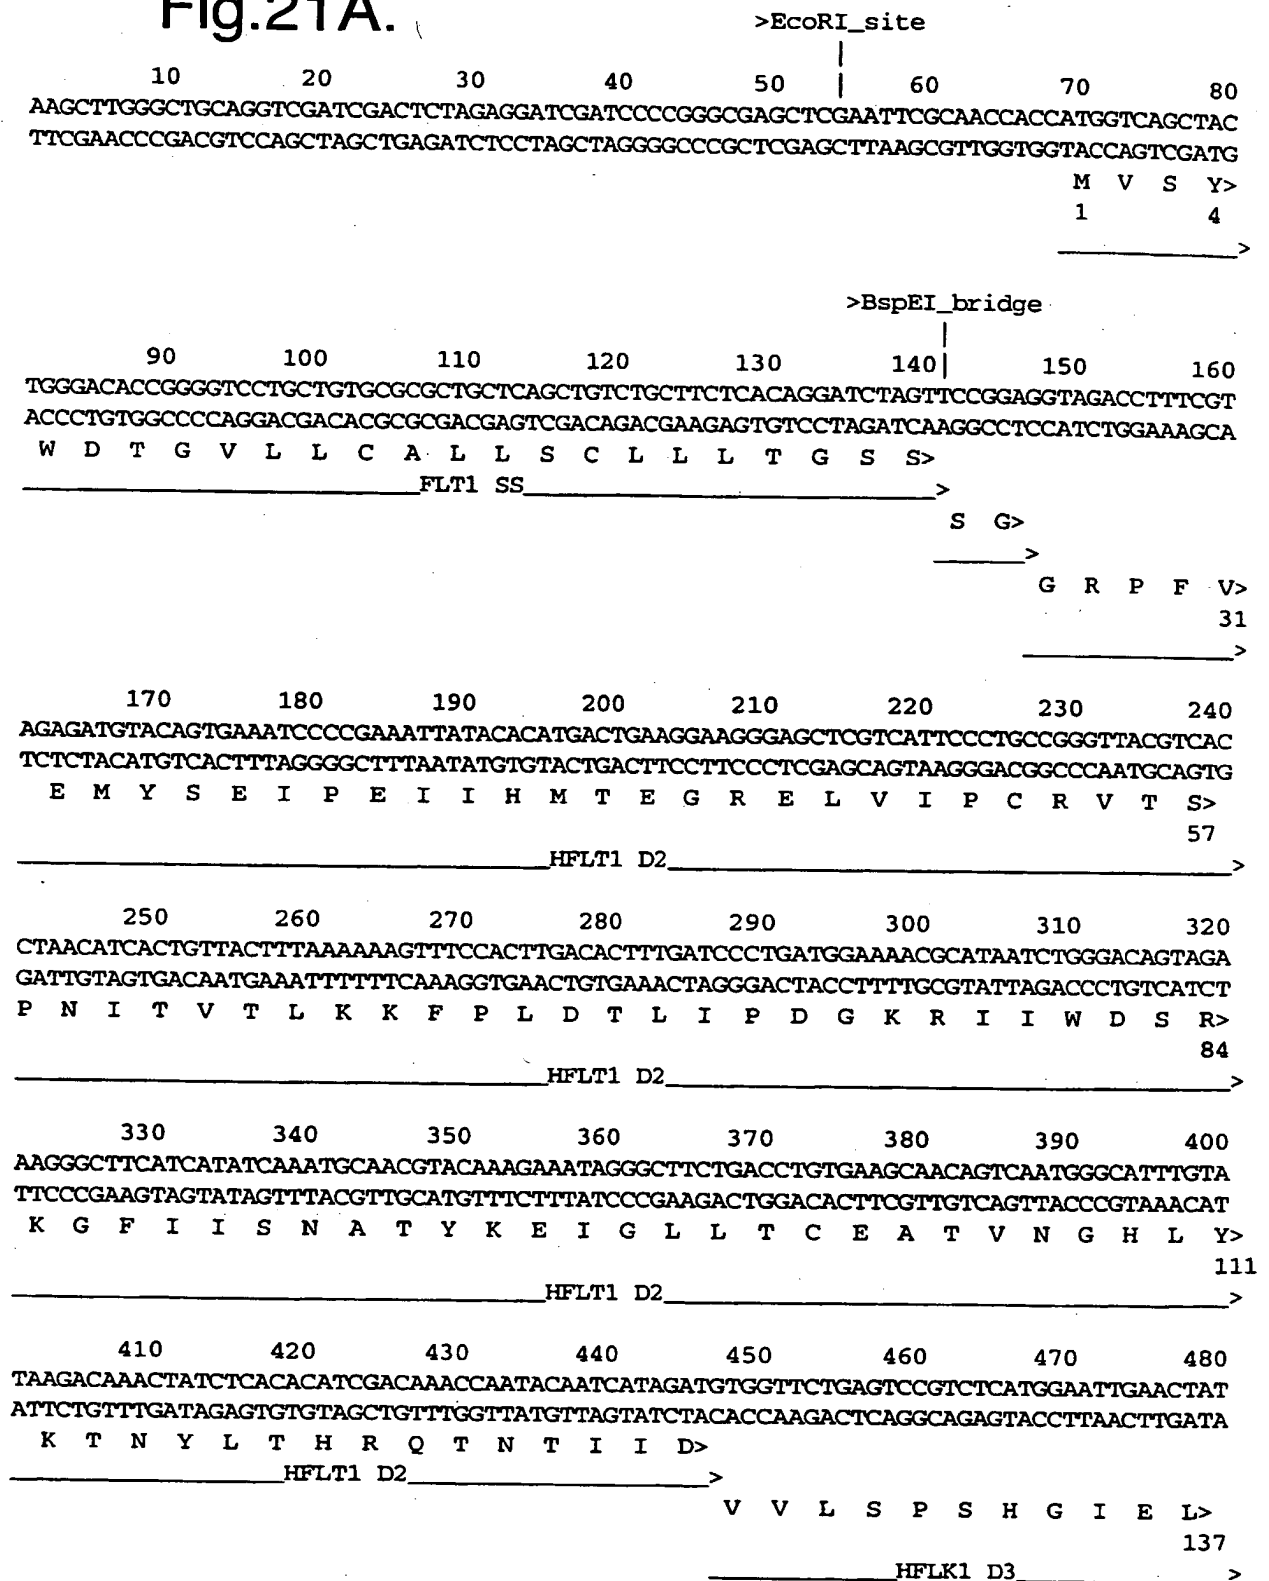 Fig.21A.
>EcoRI_site
10 20 30 40 50 60 70 80
AAGCTTGGGCTGCAGGTCGATCGACTCTAGAGGATCGATCCCCGGGCGAGCTCGAATTCGCAACCACCATGGTCAGCTAC
TTCGAACCCGACGTCCAGCTAGCTGAGATCTCCTAGCTAGGGGCCCGCTCGAGCTTAAGCGTTGGTGGTACCAGTCGATG
M V S Y>
1 4
>
>BspEI_bridge
90 100 110 120 130 140 150 160
TGGGACACCGGGGTCCTGCTGTGCGCGCTGCTCAGCTGTCTGCTTCTCACAGGATCTAGTTCCGGAGGTAGACCTTTCGT
ACCCTGTGGCCCCAGGACGACACGCGCGACGAGTCGACAGACGAAGAGTGTCCTAGATCAAGGCCTCCATCTGGAAAGCA
W D T G V L L C A L L S C L L L T G S S>
FLT1 SS >
S G>
>
G R P F V>
31
>
170 180 190 200 210 220 230 240
AGAGATGTACAGTGAAATCCCCGAAATTATACACATGACTGAAGGAAGGGAGCTCGTCATTCCCTGCCGGGTTACGTCAC
TCTCTACATGTCACTTTAGGGGCTTTAATATGTGTACTGACTTCCTTCCCTCGAGCAGTAAGGGACGGCCCAATGCAGTG
E M Y S E I P E I I H M T E G R E L V I P C R V T S>
57
HFLT1 D2 >
250 260 270 280 290 300 310 320
CTAACATCACTGTTACTTTAAAAAAGTTTCCACTTGACACTTTGATCCCTGATGGAAAACGCATAATCTGGGACAGTAGA
GATTGTAGTGACAATGAAATTTTTTCAAAGGTGAACTGTGAAACTAGGGACTACCTTTTGCGTATTAGACCCTGTCATCT
P N I T V T L K K F P L D T L I P D G K R I I W D S R>
84
HFLT1 D2 >
330 340 350 360 370 380 390 400
AAGGGCTTCATCATATCAAATGCAACGTACAAAGAAATAGGGCTTCTGACCTGTGAAGCAACAGTCAATGGGCATTTGTA
TTCCCGAAGTAGTATAGTTTACGTTGCATGTTTCTTTATCCCGAAGACTGGACACTTCGTTGTCAGTTACCCGTAAACAT
K G F I I S N A T Y K E I G L L T C E A T V N G H L Y>
111
HFLT1 D2 >
410 420 430 440 450 460 470 480
TAAGACAAACTATCTCACACATCGACAAACCAATACAATCATAGATGTGGTTCTGAGTCCGTCTCATGGAATTGAACTAT
ATTCTGTTTGATAGAGTGTGTAGCTGTTTGGTTATGTTAGTATCTACACCAAGACTCAGGCAGAGTACCTTAACTTGATA
K T N Y L T H R Q T N T I I D>
HFLT1 D2 >
V V L S P S H G I E L>
137
HFLK1 D3 >